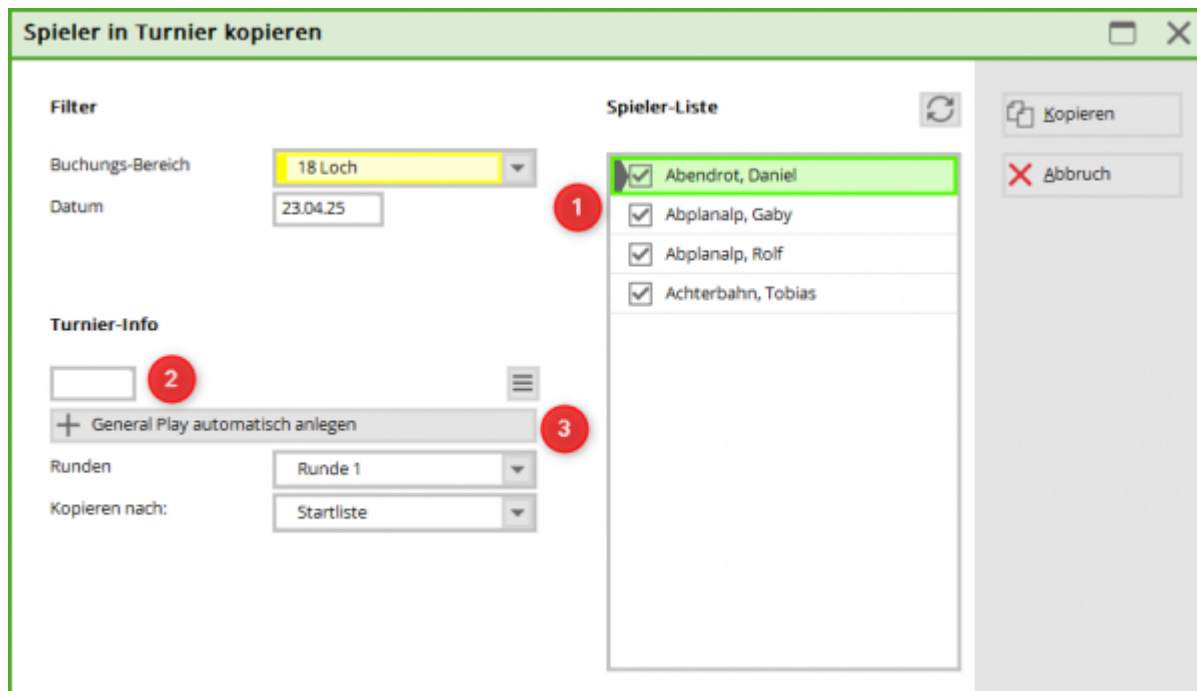 Spieler in Turnier kopieren
Filter
Buchungs-Bereich
18 Loch
Datum
23.04.25
Turnier-Info
2
General Play automatisch anlegen
3
Runden
Runde 1
Kopieren nach:
Startliste
Spieler-Liste
1
Abendrot, Daniel
Abplanalp, Gaby
Abplanalp, Rolf
Achterbahn, Tobias
Kopieren
Abbruch